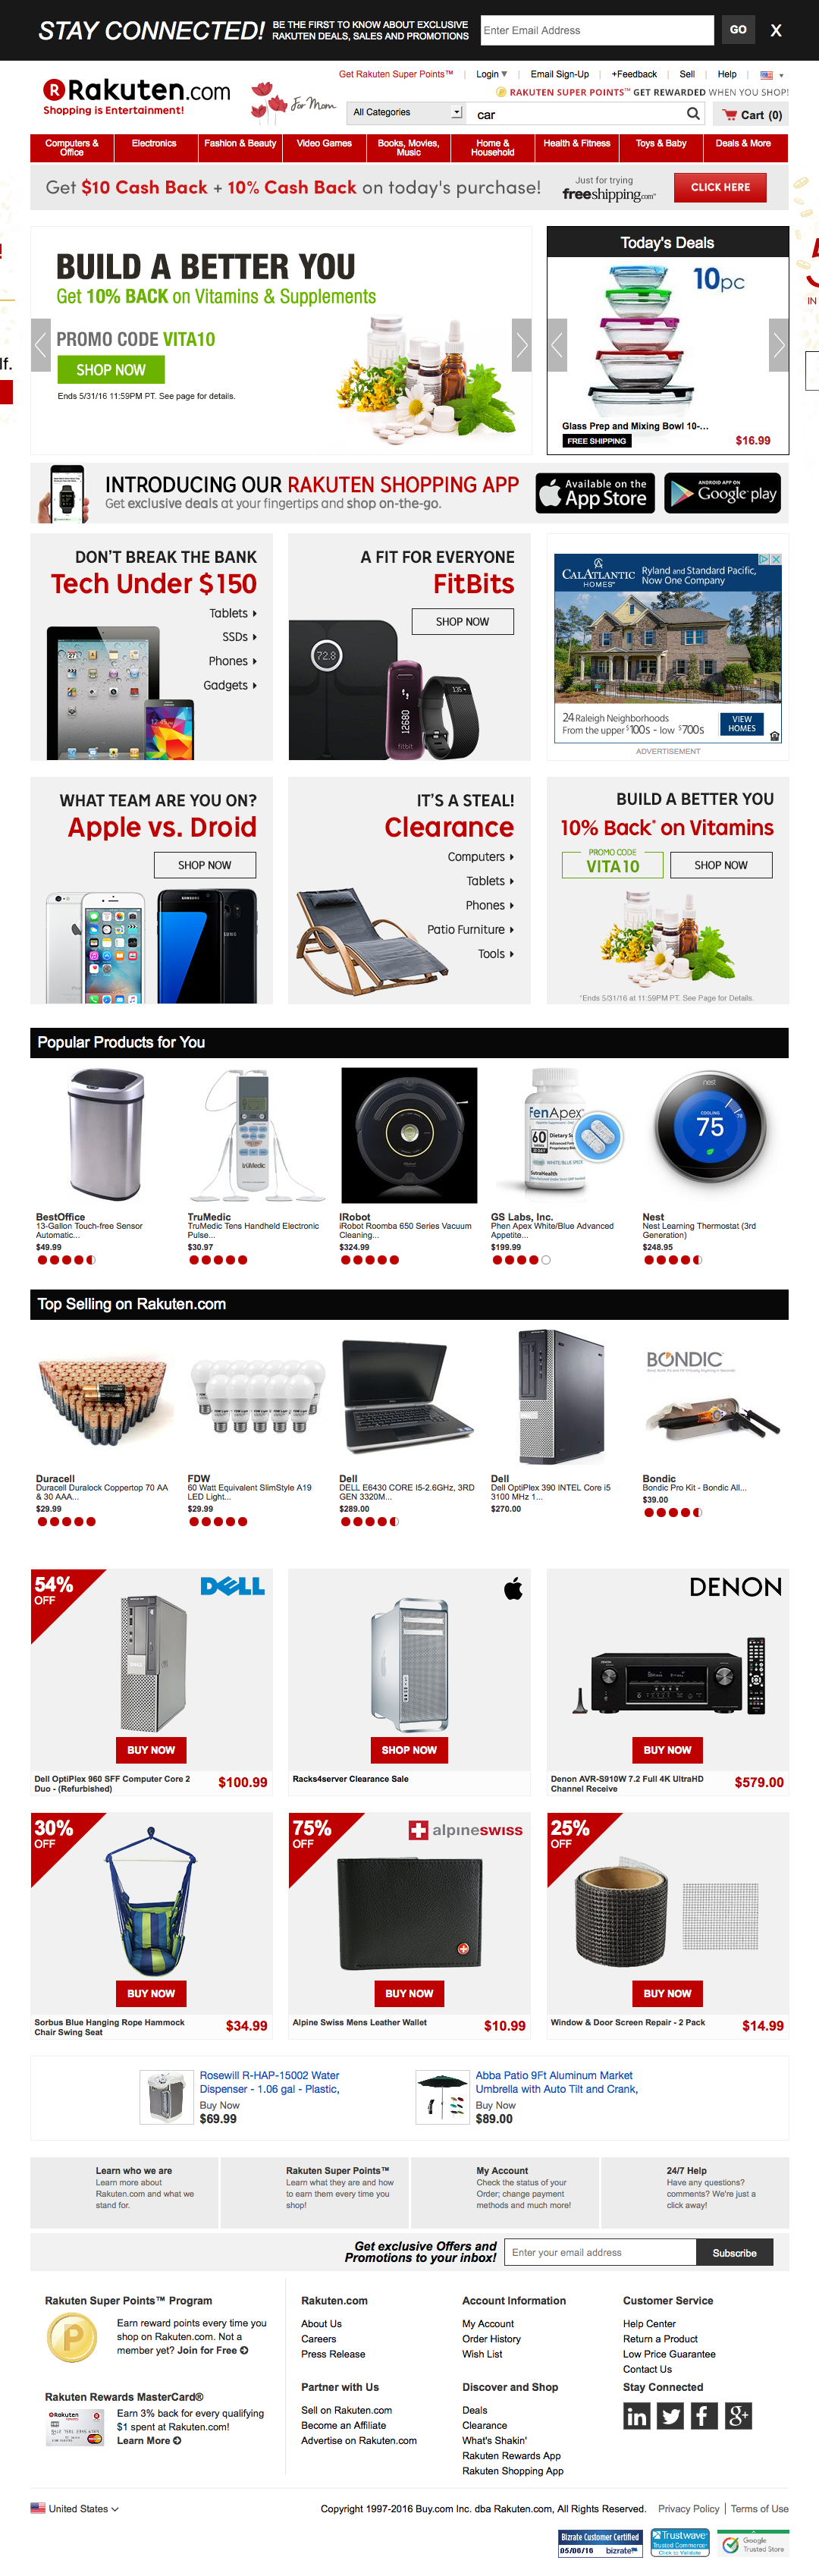 STAY CONNECTED!
BE THE FIRST TO KNOW ABOUT EXCLUSIVE
RAKUTEN DEALS, SALES AND PROMOTIONS
Enter Email Address
GO
X
Get Rakuten Super Points™
Login
Email Sign-Up
+Feedback
Sell
Help
RAKUTEN SUPER POINTS™ GET REWARDED WHEN YOU SHOP!
Rakuten.com
Shopping is Entertainment!
For Mom
All Categories
car
Cart (0)
Computers &
Office
Electronics
Fashion & Beauty
Video Games
Books, Movies,
Music
Home &
Household
Health & Fitness
Toys & Baby
Deals & More
Get $10 Cash Back + 10% Cash Back on today's purchase!
Just for trying
freeshipping.com
CLICK HERE
BUILD A BETTER YOU
Get 10% BACK on Vitamins & Supplements
PROMO CODE VITA10
SHOP NOW
Ends 5/31/16 11:59PM PT. See page for details.
Today's Deals
10pc
Glass Prep and Mixing Bowl 10-...
FREE SHIPPING
$16.99
lf.
IN
INTRODUCING OUR RAKUTEN SHOPPING APP
Get exclusive deals at your fingertips and shop on-the-go.
Available on the
App Store
ANDROID APP ON
Google play
DON'T BREAK THE BANK
Tech Under $150
Tablets
SSDs
Phones
Gadgets
A FIT FOR EVERYONE
FitBits
SHOP NOW
72.8
12680
fitbit
135
CALATLANTIC
HOMES
Ryland and Standard Pacific,
Now One Company
24 Raleigh Neighborhoods
From the upper $100s - low $700s
VIEW
HOMES
ADVERTISEMENT
WHAT TEAM ARE YOU ON?
Apple vs. Droid
SHOP NOW
SAMSUNG
IT'S A STEAL!
Clearance
Computers
Tablets
Phones
Patio Furniture
Tools
BUILD A BETTER YOU
10% Back* on Vitamins
PROMO CODE
VITA10
SHOP NOW
*Ends 5/31/16 at 11:59PM PT. See Page for Details.
Popular Products for You
truMedic
FenApex
60
Dietary
WHITE/BLUE SPECK
SutraHealth
nest
COOLING
75
BestOffice
13-Gallon Touch-free Sensor
Automatic...
$49.99
TruMedic
TruMedic Tens Handheld Electronic
Pulse...
$30.97
IRobot
iRobot Roomba 650 Series Vacuum
Cleaning...
$324.99
GS Labs, Inc.
Phen Apex White/Blue Advanced
Appetite...
$199.99
Nest
Nest Learning Thermostat (3rd
Generation)
$248.95
Top Selling on Rakuten.com
BONDIC
Duracell
Duracell Duralock Coppertop 70 AA
& 30 AAA...
$29.99
FDW
60 Watt Equivalent SlimStyle A19
LED Light...
$29.99
Dell
DELL E6430 CORE I5-2.6GHz, 3RD
GEN 3320M...
$289.00
Dell
Dell OptiPlex 390 INTEL Core i5
3100 MHz 1...
$270.00
Bondic
Bondic Pro Kit - Bondic All...
$39.00
54%
OFF
DELL
BUY NOW
Dell OptiPlex 960 SFF Computer Core 2
Duo - (Refurbished)
$100.99
SHOP NOW
Racks4server Clearance Sale
DENON
BUY NOW
Denon AVR-S910W 7.2 Full 4K UltraHD
Channel Receive
$579.00
30%
OFF
BUY NOW
Sorbus Blue Hanging Rope Hammock
Chair Swing Seat
$34.99
75%
OFF
alpineswiss
BUY NOW
Alpine Swiss Mens Leather Wallet
$10.99
25%
OFF
BUY NOW
Window & Door Screen Repair - 2 Pack
$14.99
Rosewill R-HAP-15002 Water
Dispenser - 1.06 gal - Plastic,
Buy Now
$69.99
Abba Patio 9Ft Aluminum Market
Umbrella with Auto Tilt and Crank,
Buy Now
$89.00
Learn who we are
Learn more about
Rakuten.com and what we
stand for.
Rakuten Super Points™
Learn what they are and how
to earn them every time you
shop!
My Account
Check the status of your
Order; change payment
methods and much more!
24/7 Help
Have any questions?
comments? We're just a
click away!
Get exclusive Offers and
Promotions to your inbox!
Enter your email address
Subscribe
Rakuten Super Points™ Program
Earn reward points every time you
shop on Rakuten.com. Not a
member yet? Join for Free
Rakuten Rewards MasterCard®
Earn 3% back for every qualifying
$1 spent at Rakuten.com!
Learn More
Rakuten.com
About Us
Careers
Press Release
Partner with Us
Sell on Rakuten.com
Become an Affiliate
Advertise on Rakuten.com
Account Information
My Account
Order History
Wish List
Discover and Shop
Deals
Clearance
What's Shakin'
Rakuten Rewards App
Rakuten Shopping App
Customer Service
Help Center
Return a Product
Low Price Guarantee
Contact Us
Stay Connected
United States
Copyright 1997-2016 Buy.com Inc. dba Rakuten.com, All Rights Reserved.
Privacy Policy
Terms of Use
Bizrate Customer Certified
05/06/16 bizrate
Trustwave
Trusted Commerce
Click to Validate
Google
Trusted Store